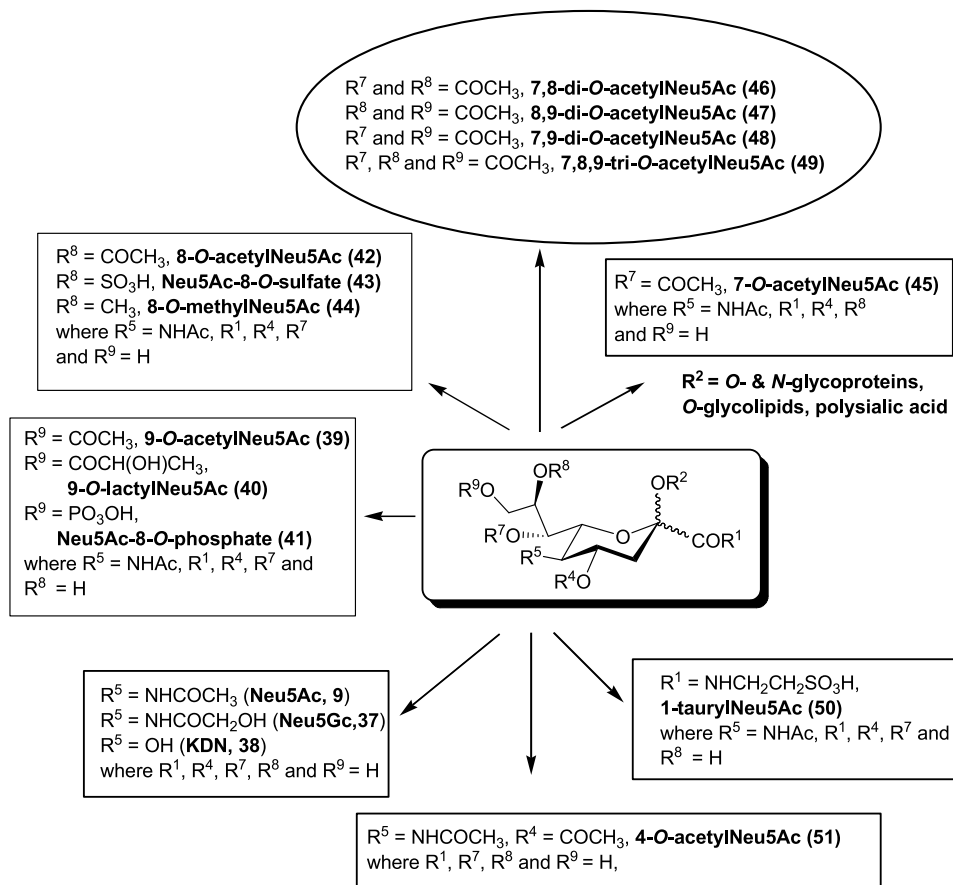 R⁷ and R⁸ = COCH₃, 7,8-di-O-acetylNeu5Ac (46)
R⁸ and R⁹ = COCH₃, 8,9-di-O-acetylNeu5Ac (47)
R⁷ and R⁹ = COCH₃, 7,9-di-O-acetylNeu5Ac (48)
R⁷, R⁸ and R⁹ = COCH₃, 7,8,9-tri-O-acetylNeu5Ac (49)
R⁸ = COCH₃, 8-O-acetylNeu5Ac (42)
R⁸ = SO₃H, Neu5Ac-8-O-sulfate (43)
R⁸ = CH₃, 8-O-methylNeu5Ac (44)
where R⁵ = NHAc, R¹, R⁴, R⁷
and R⁹ = H
R⁷ = COCH₃, 7-O-acetylNeu5Ac (45)
where R⁵ = NHAc, R¹, R⁴, R⁸
and R⁹ = H
R² = O- & N-glycoproteins,
O-glycolipids, polysialic acid
R⁹ = COCH₃, 9-O-acetylNeu5Ac (39)
R⁹ = COCH(OH)CH₃,
9-O-lactylNeu5Ac (40)
R⁹ = PO₃OH,
Neu5Ac-8-O-phosphate (41)
where R⁵ = NHAc, R¹, R⁴, R⁷ and
R⁸ = H
OR⁸
R⁹O
OR²
R⁷O
O
COR¹
R⁵
R⁴O
R⁵ = NHCOCH₃ (Neu5Ac, 9)
R⁵ = NHCOCH₂OH (Neu5Gc,37)
R⁵ = OH (KDN, 38)
where R¹, R⁴, R⁷, R⁸ and R⁹ = H
R¹ = NHCH₂CH₂SO₃H,
1-taurylNeu5Ac (50)
where R⁵ = NHAc, R¹, R⁴, R⁷ and
R⁸ = H
R⁵ = NHCOCH₃, R⁴ = COCH₃, 4-O-acetylNeu5Ac (51)
where R¹, R⁷, R⁸ and R⁹ = H,